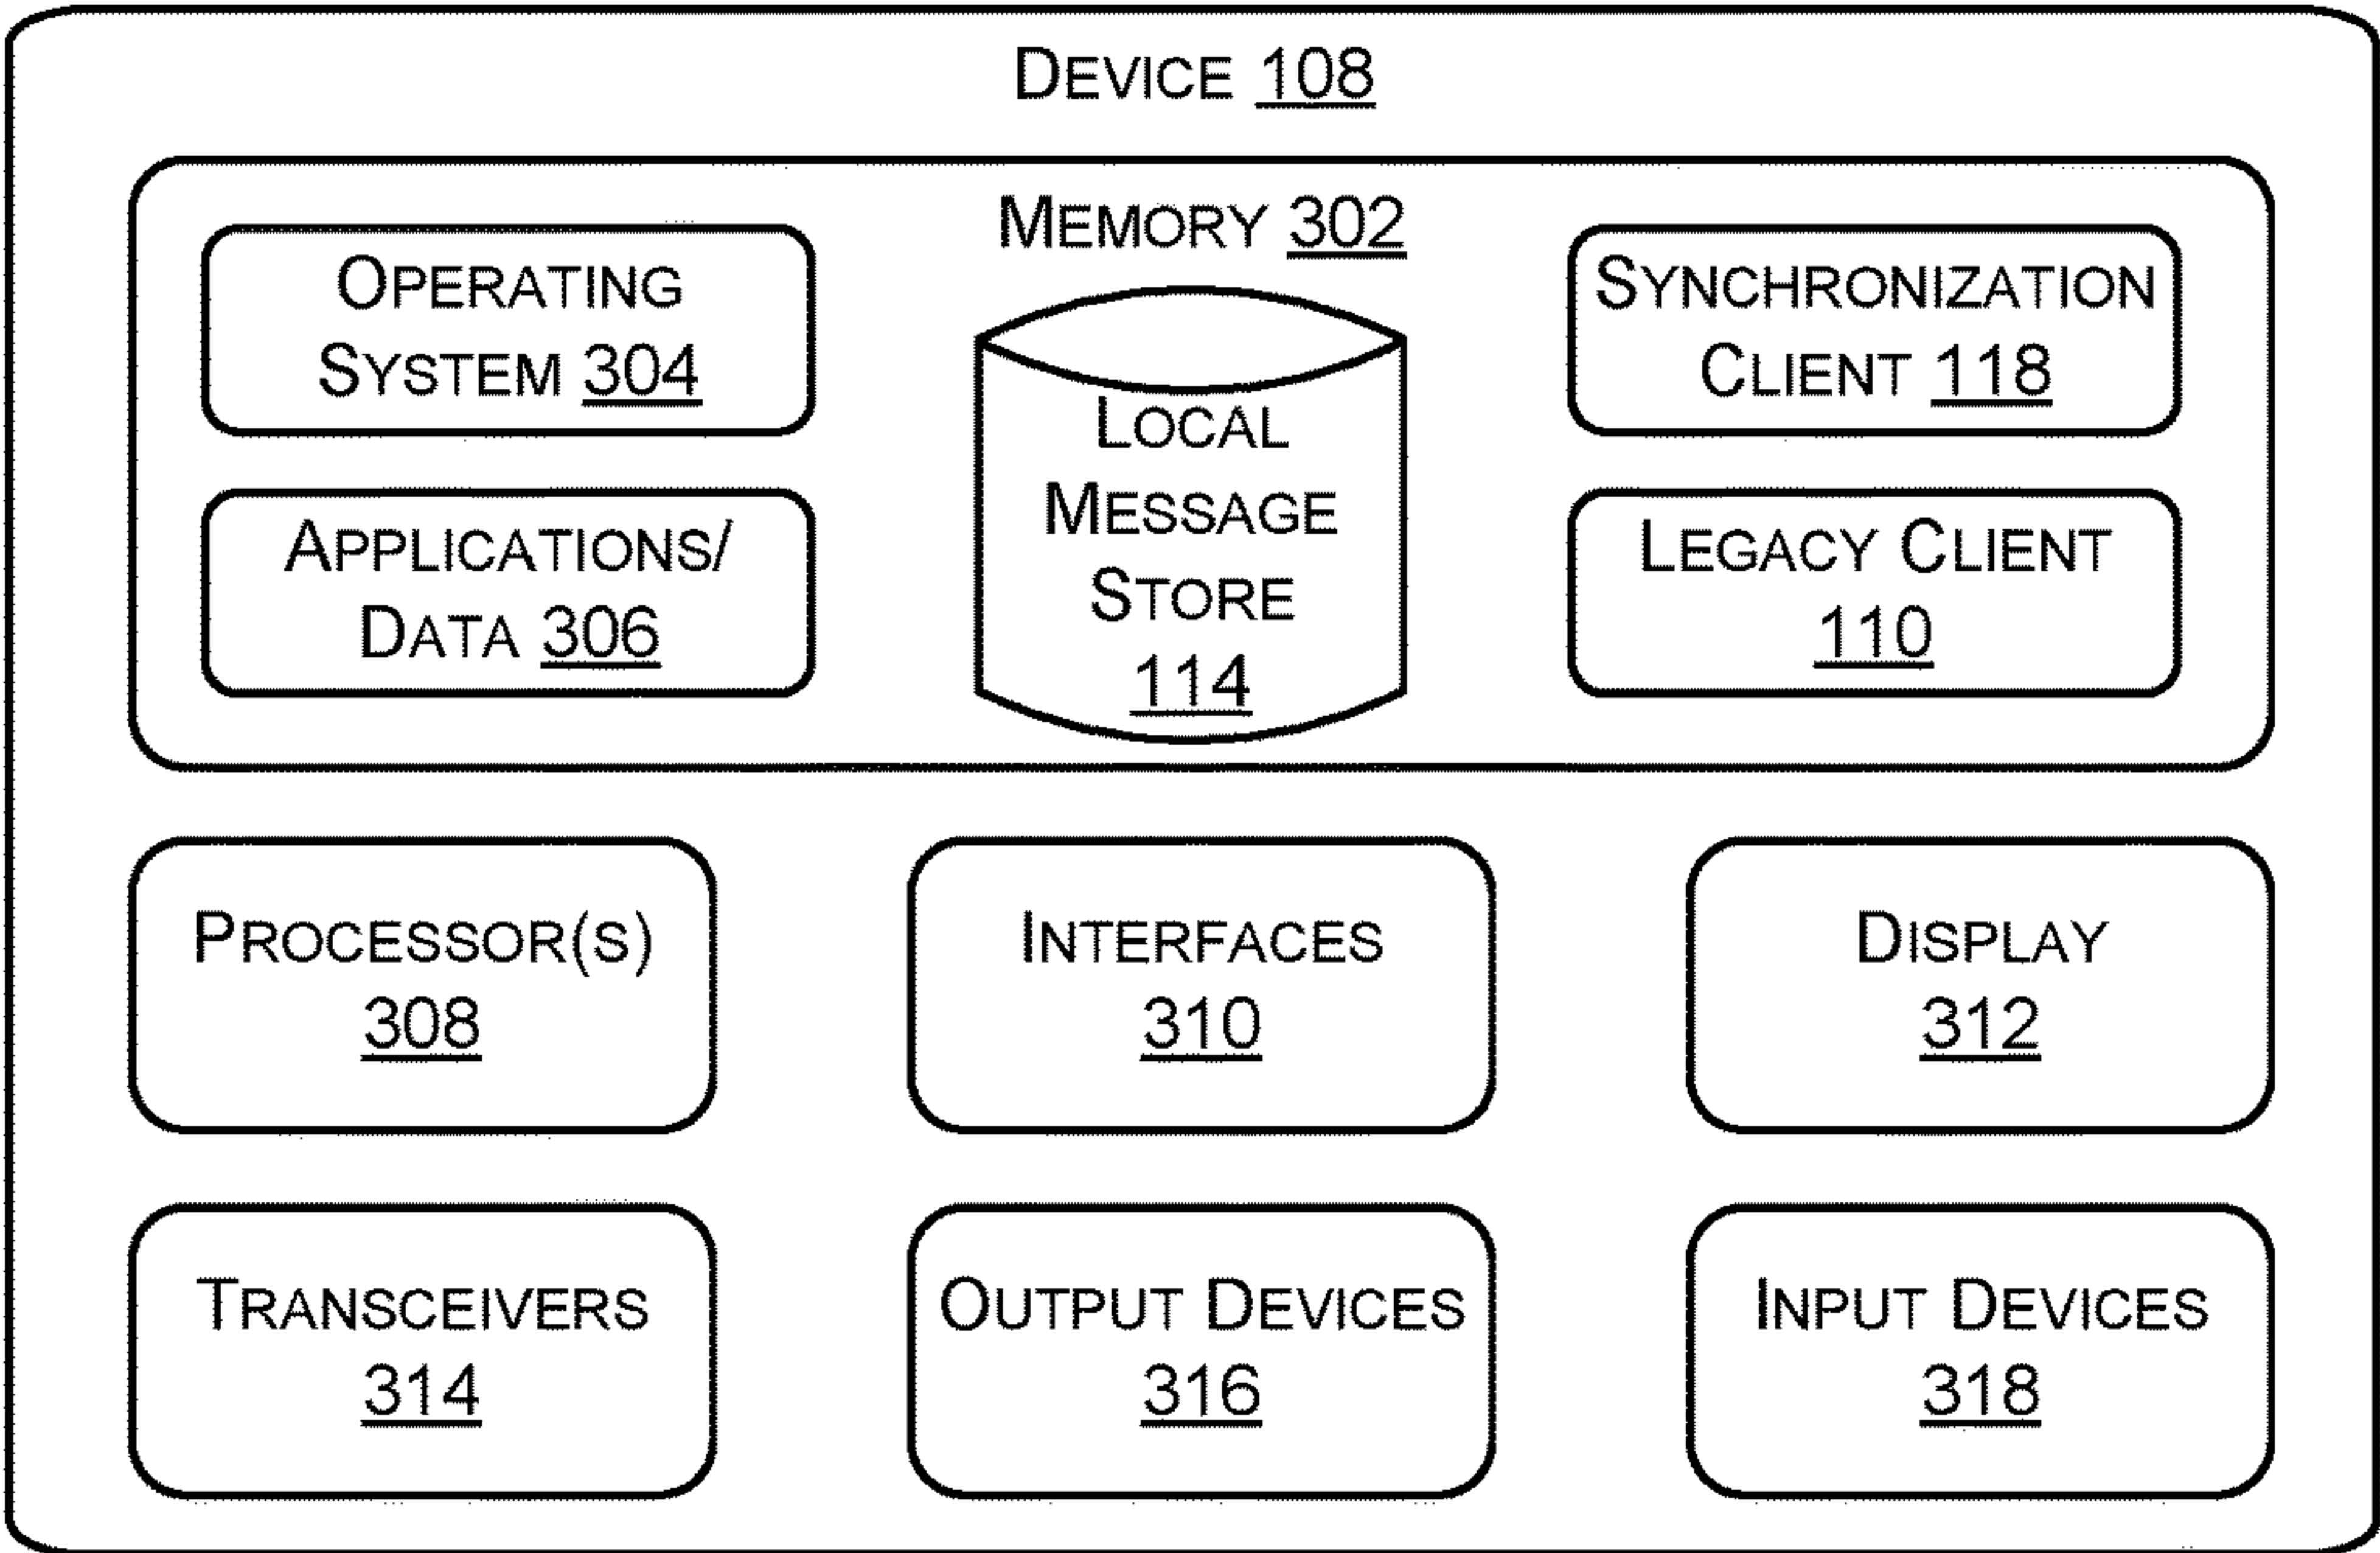 DEVICE 108
MEMORY 302
OPERATING
SYSTEM 304
APPLICATIONS/
DATA 306
LOCAL
MESSAGE
STORE
114
SYNCHRONIZATION
CLIENT 118
LEGACY CLIENT
110
PROCESSOR(S)
308
INTERFACES
310
DISPLAY
312
TRANSCEIVERS
314
OUTPUT DEVICES
316
INPUT DEVICES
318